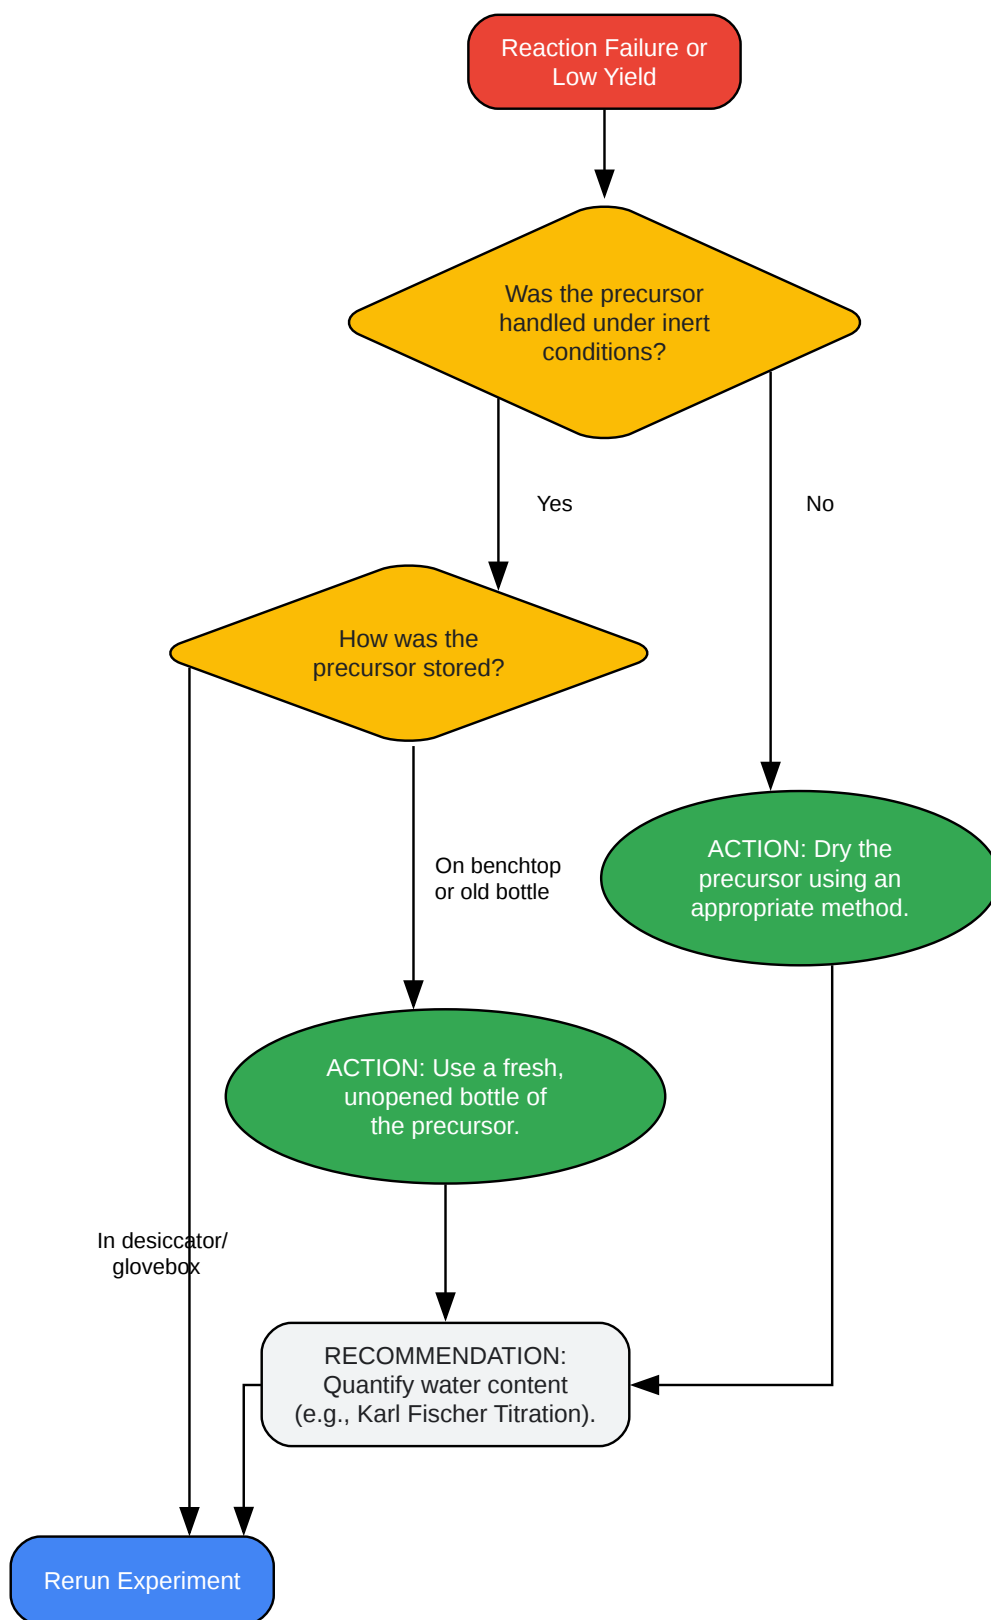 Reaction Failure or
Low Yield
Was the precursor
handled under inert
conditions?
Yes
No
How was the
precursor stored?
ACTION: Dry the
precursor using an
appropriate method.
On benchtop
or old bottle
ACTION: Use a fresh,
unopened bottle of
the precursor.
In desiccator/
glovebox
RECOMMENDATION:
Quantify water content
(e.g., Karl Fischer Titration).
Rerun Experiment